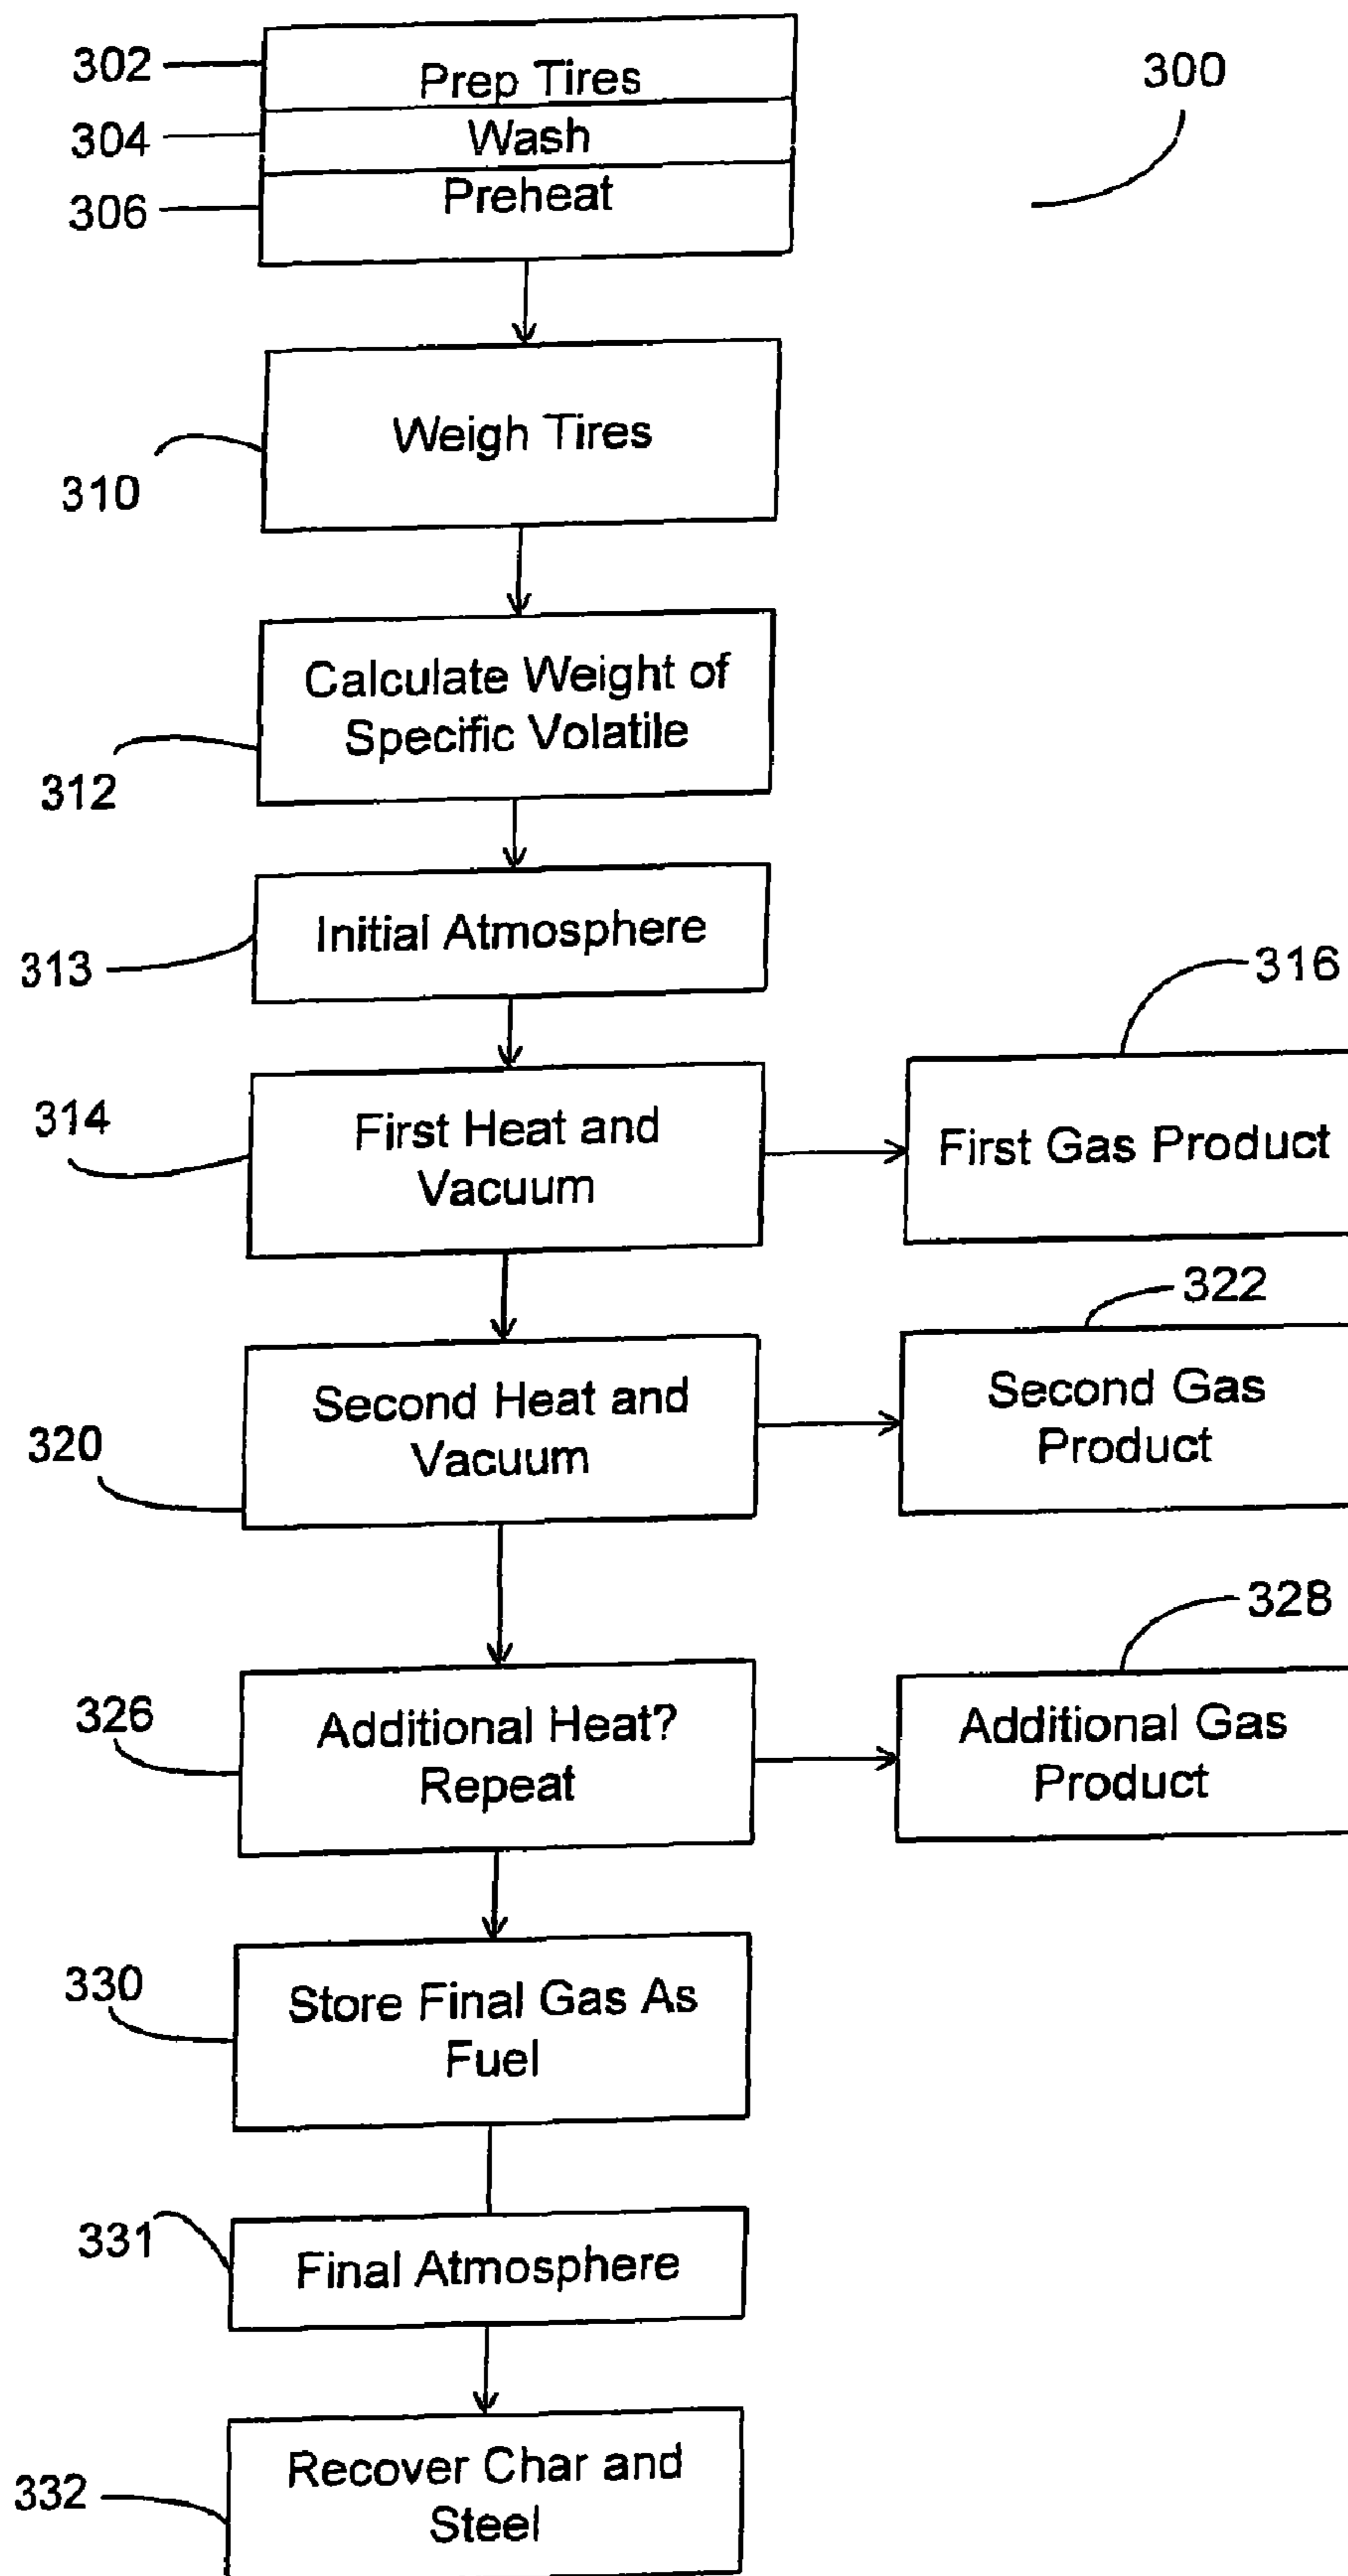 302
Prep Tires
300
304
Wash
306
Preheat
Weigh Tires
310
Calculate Weight of
Specific Volatile
312
Initial Atmosphere
313
316
314
First Heat and
Vacuum
First Gas Product
322
Second Heat and
Vacuum
320
Second Gas
Product
328
326
Additional Heat?
Repeat
Additional Gas
Product
330
Store Final Gas As
Fuel
331
Final Atmosphere
332
Recover Char and
Steel